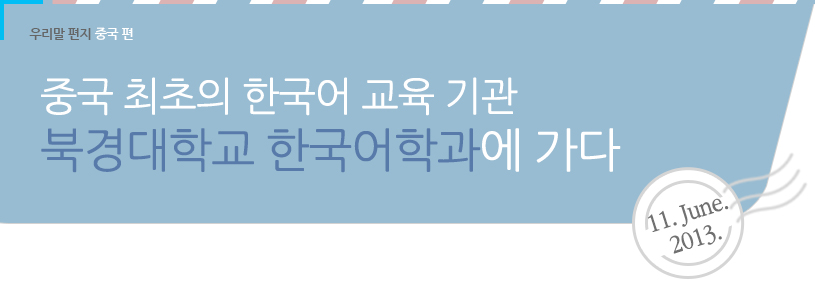 우리말 편지 중국 편
중국 최초의 한국어 교육 기관
북경대학교 한국어학과에 가다
11. June.
2013.